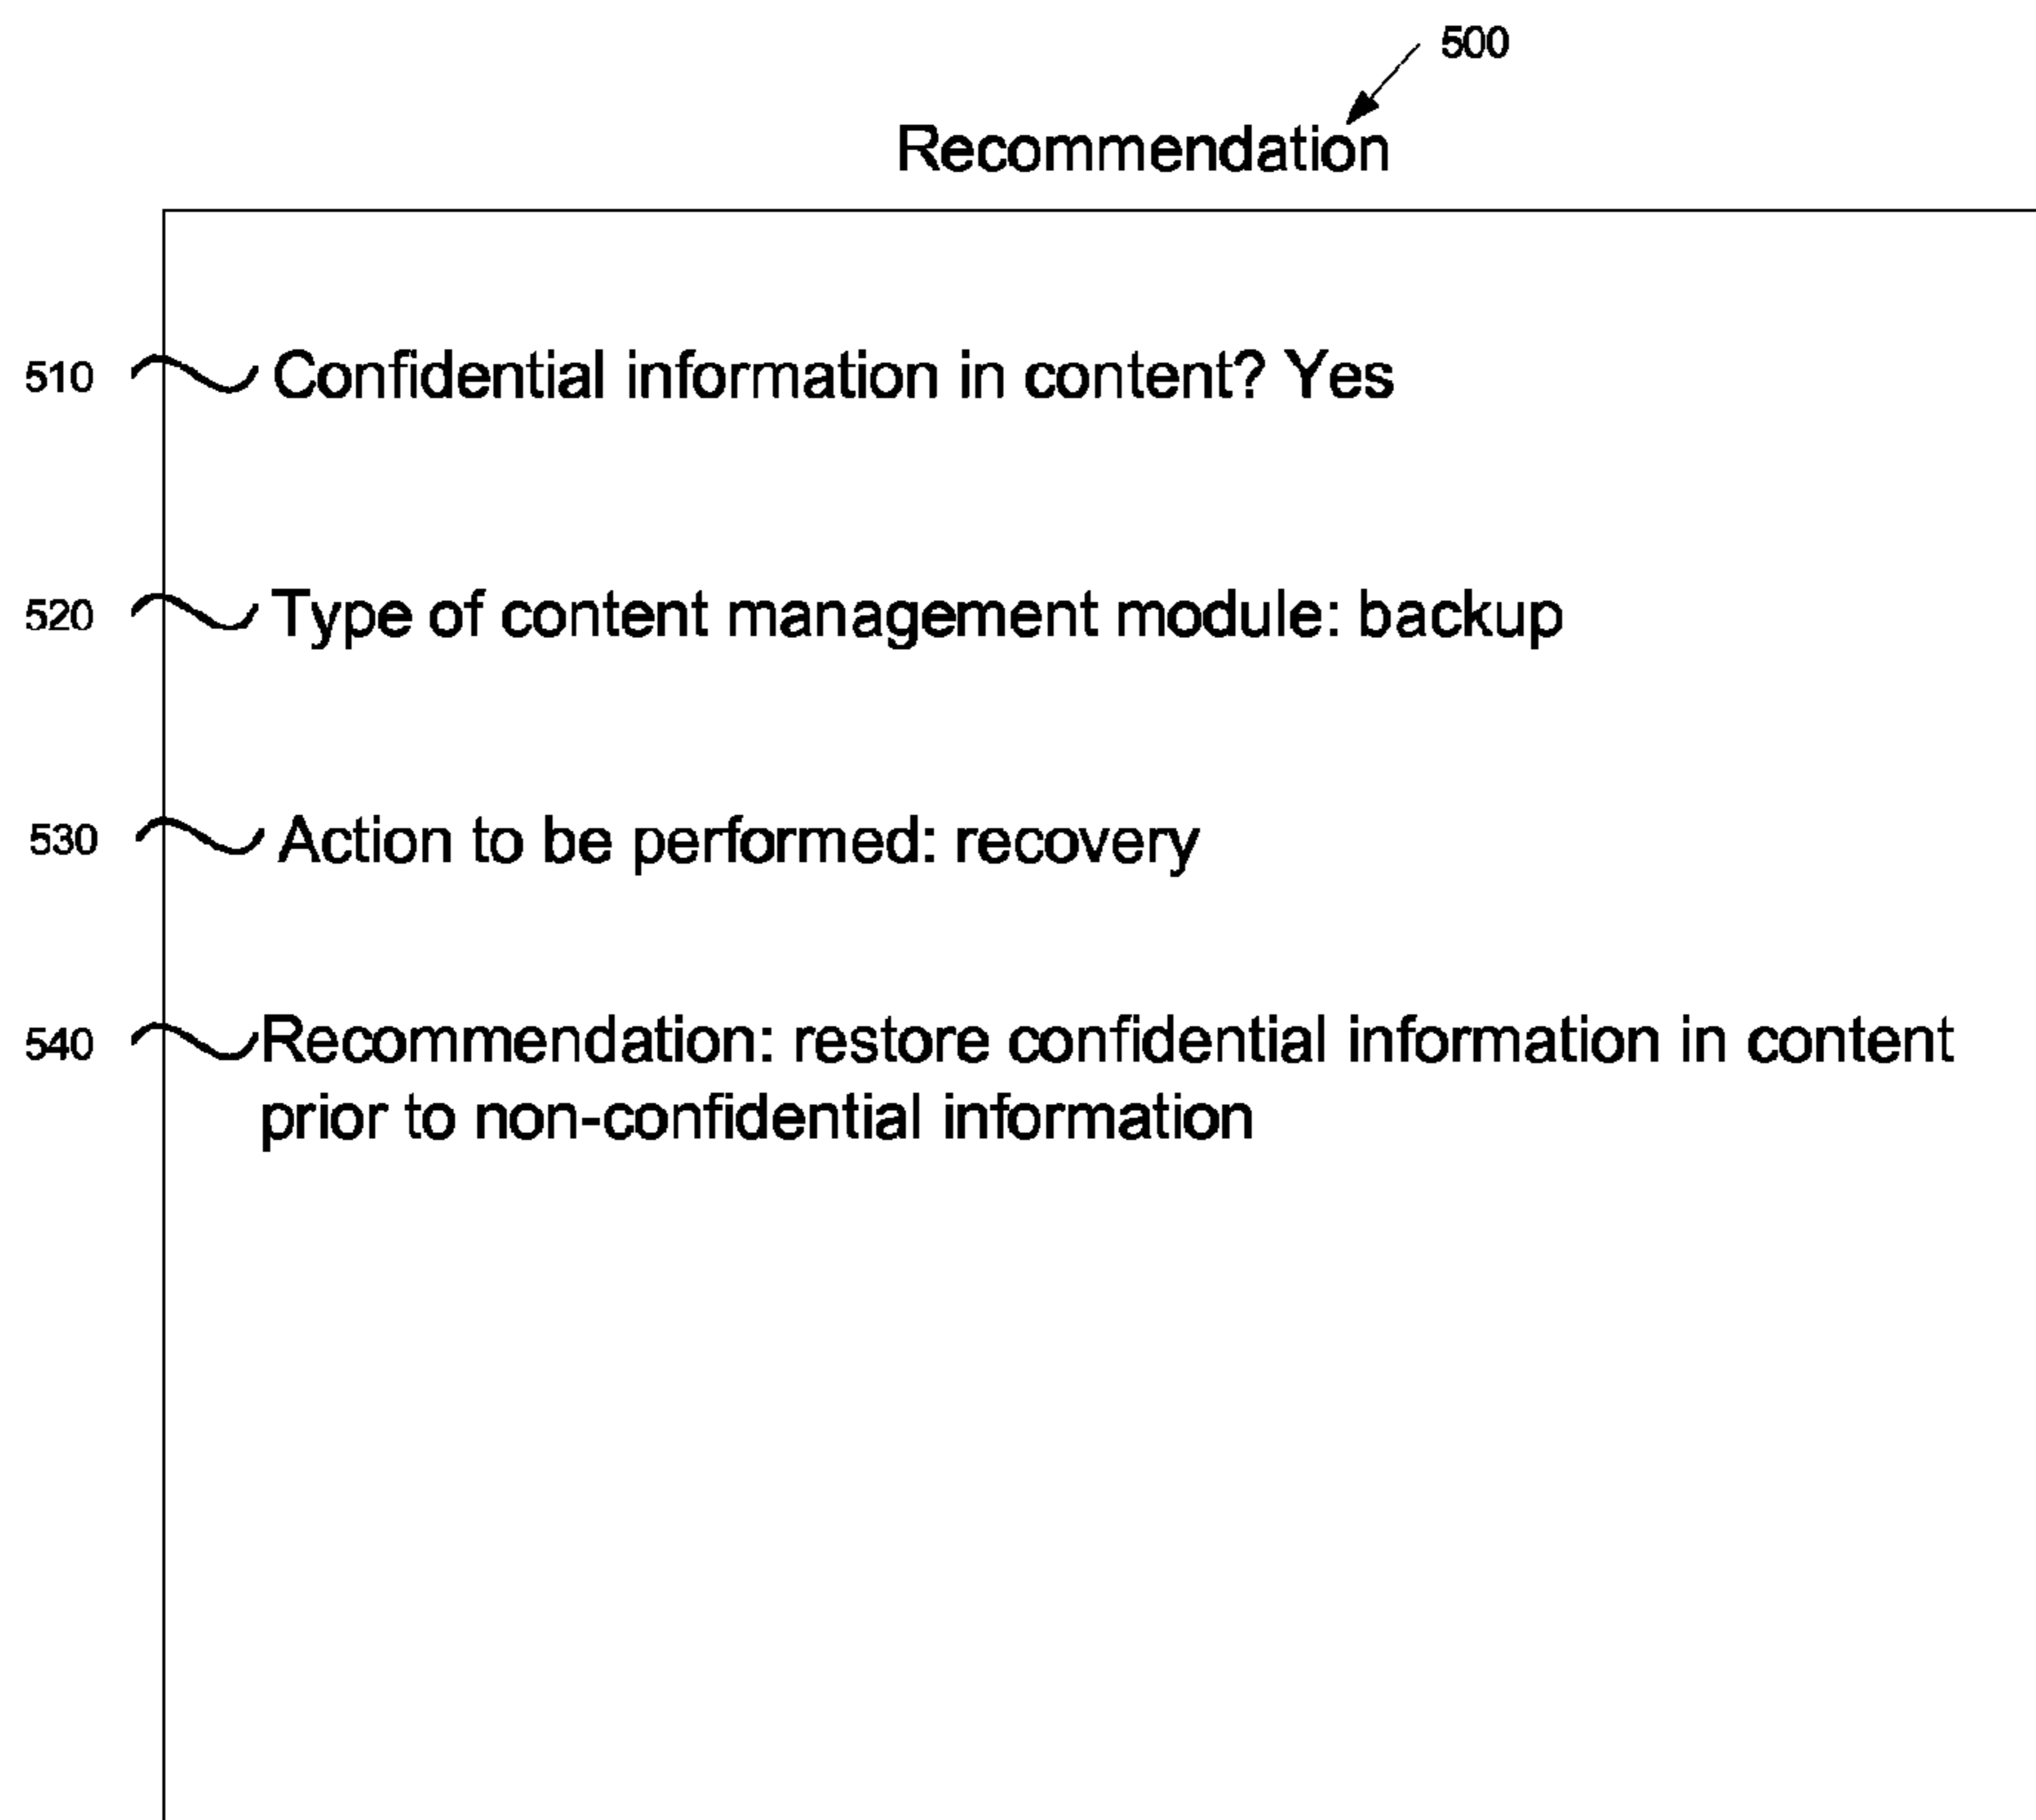 500
Recommendation
510 Confidential information in content? Yes
520 Type of content management module: backup
530 Action to be performed: recovery
540 Recommendation: restore confidential information in content
prior to non-confidential information